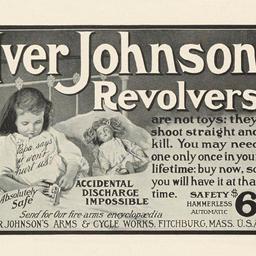 Iver Johnson
Revolvers
are not toys: they
shoot straight and
kill. You may need
one only once in your
lifetime: buy now, so
you will have it at that
time. SAFETY $6
HAMMERLESS
AUTOMATIC
"Papa says
it won't
hurt us"
Absolutely
Safe
ACCIDENTAL
DISCHARGE
IMPOSSIBLE
Send for Our fire-arms encyclopædia
R JOHNSON'S ARMS & CYCLE WORKS, FITCHBURG, MASS. U.S.A.